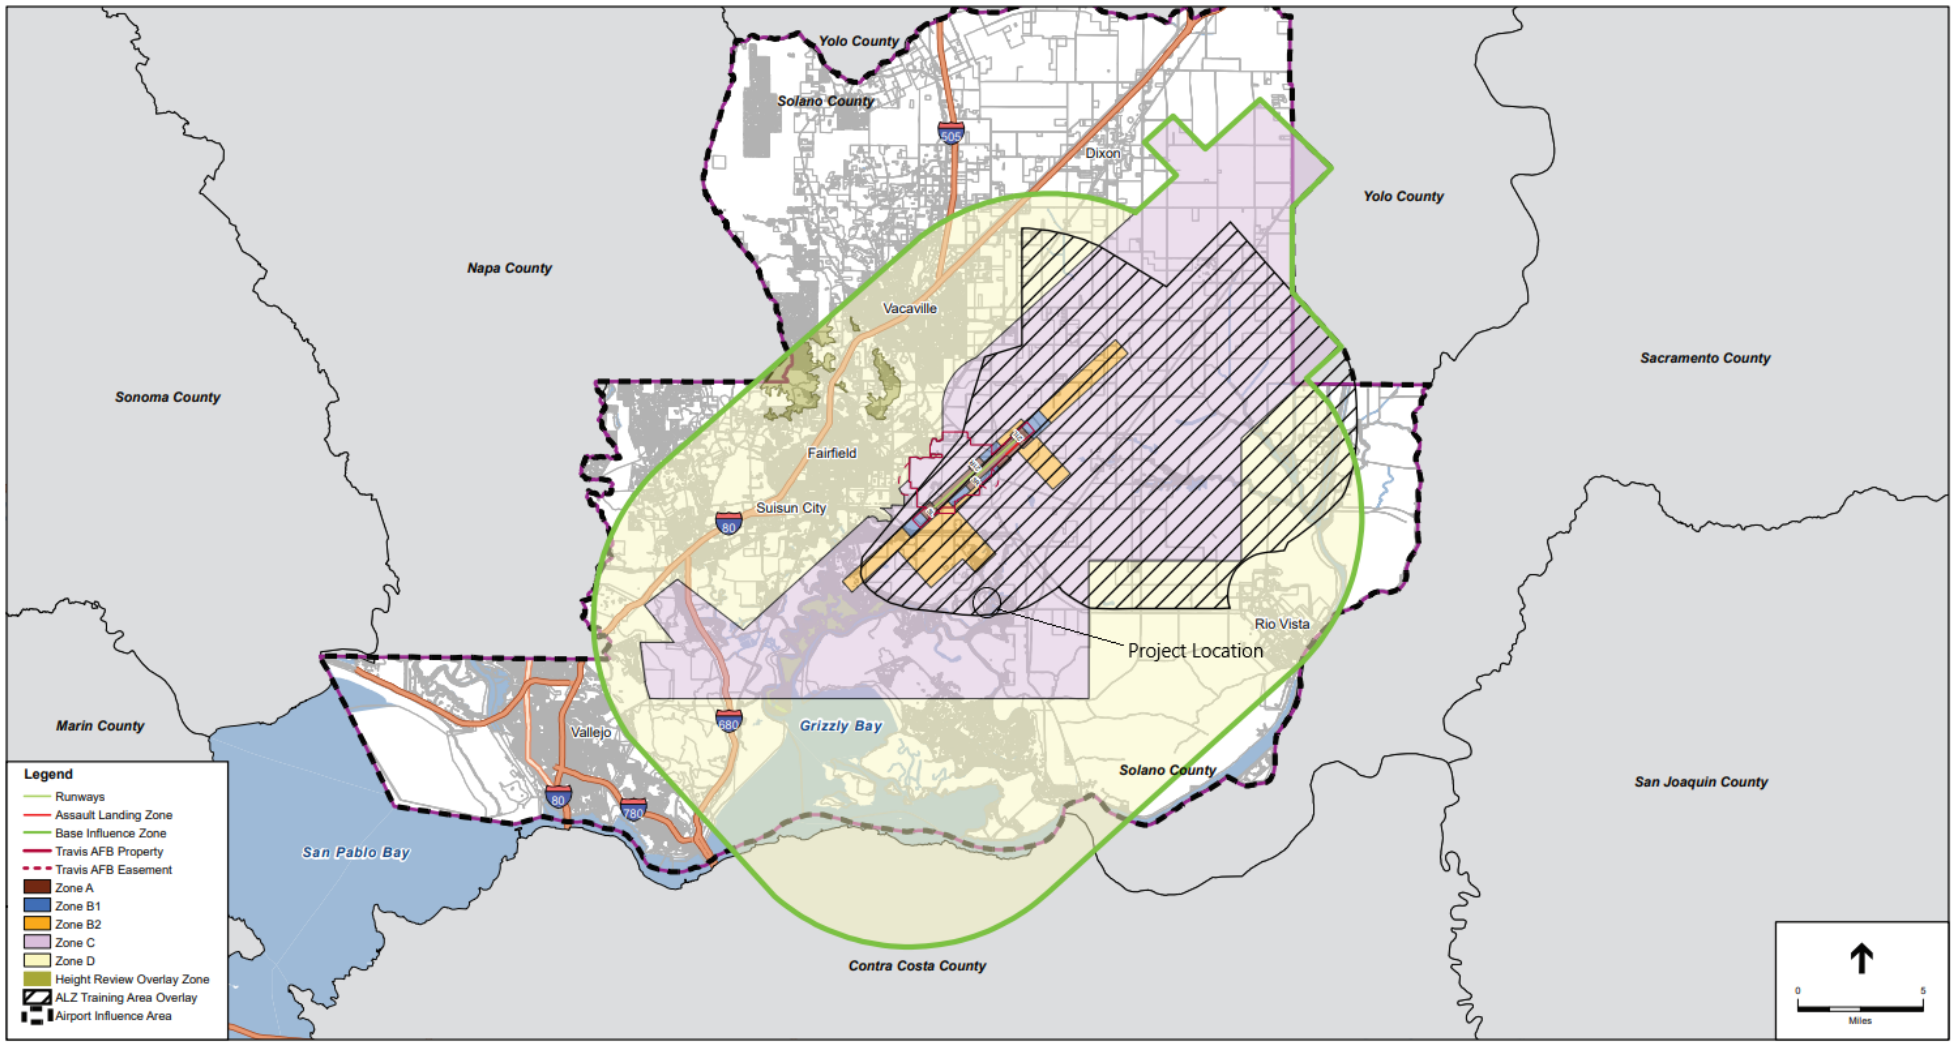 Yolo County
Solano County
505
Dixon
Yolo County
Napa County
Vacaville
Sacramento County
Sonoma County
Fairfield
Suisun City
80
Rio Vista
Project Location
680
Grizzly Bay
Marin County
Vallejo
Solano County
San Joaquin County
80
780
San Pablo Bay
Contra Costa County
Legend
Runways
Assault Landing Zone
Base Influence Zone
Travis AFB Property
Travis AFB Easement
Zone A
Zone B1
Zone B2
Zone C
Zone D
Height Review Overlay Zone
ALZ Training Area Overlay
Airport Influence Area
0 5
Miles